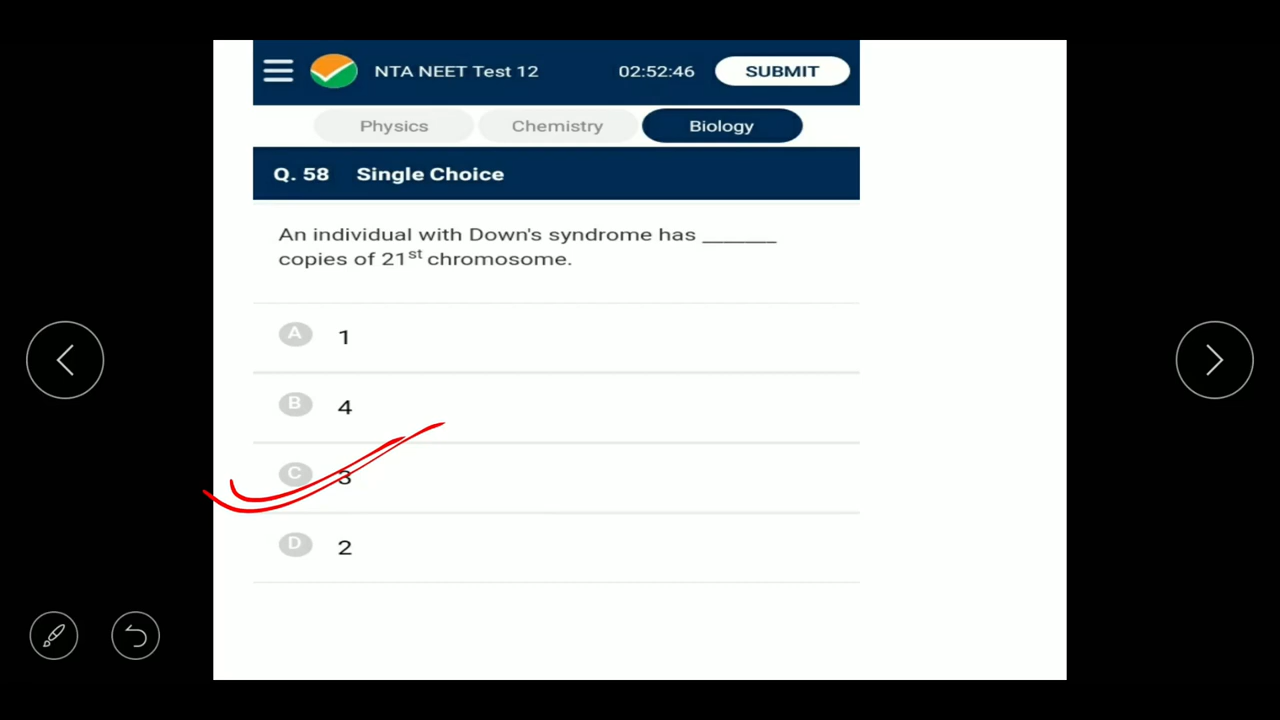 NTA NEET Test 12 02:52:46 SUBMIT
Physics Chemistry Biology
Q. 58 Single Choice
An individual with Down's syndrome has _______
copies of 21st chromosome.
A 1
B 4
C 3
D 2